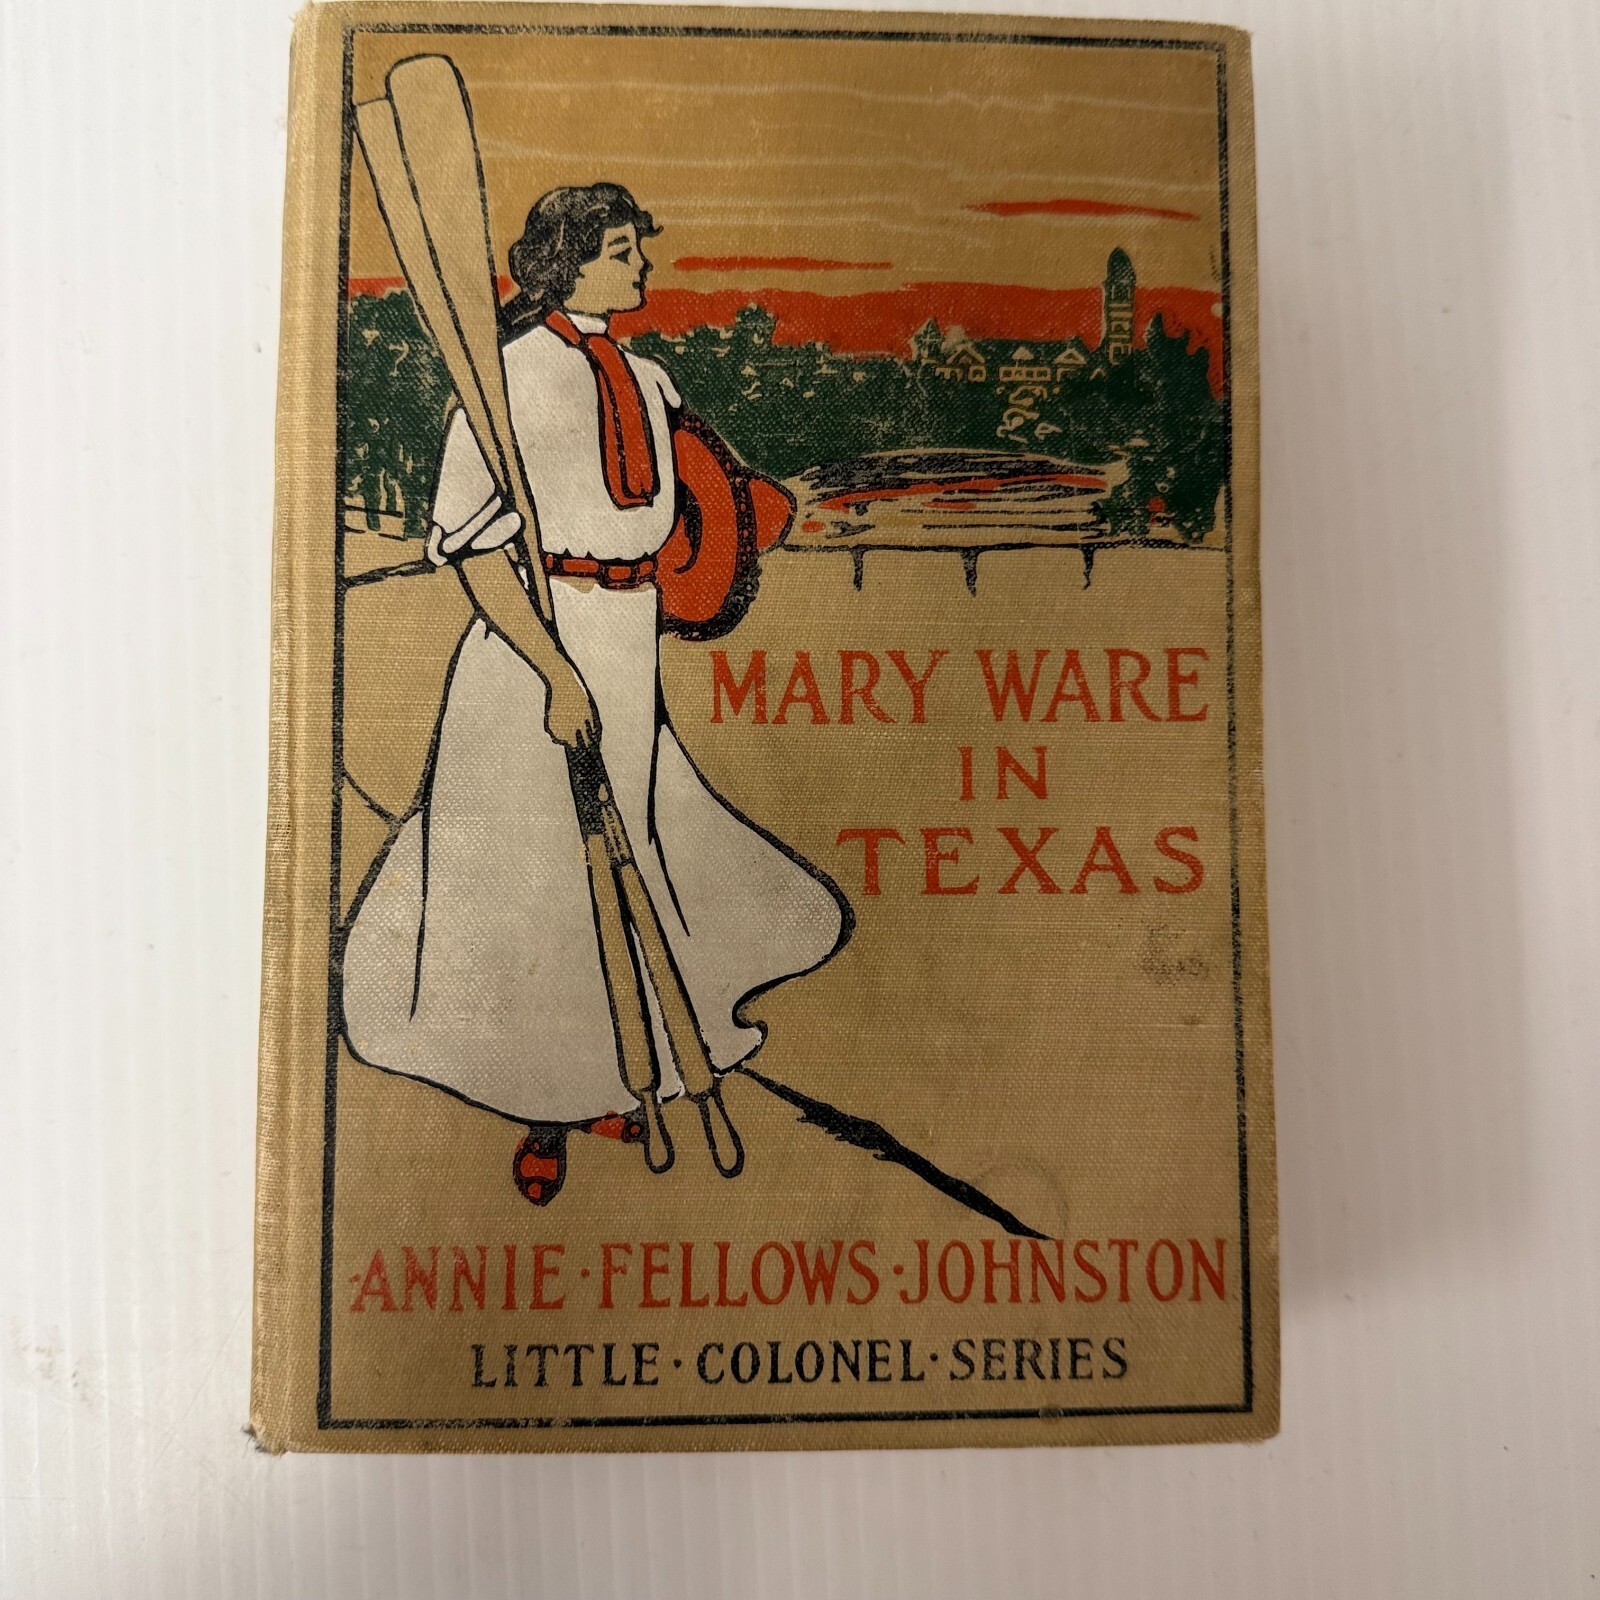 MARY WARE
IN
TEXAS
ANNIE·FELLOWS·JOHNSTON
LITTLE·COLONEL·SERIES